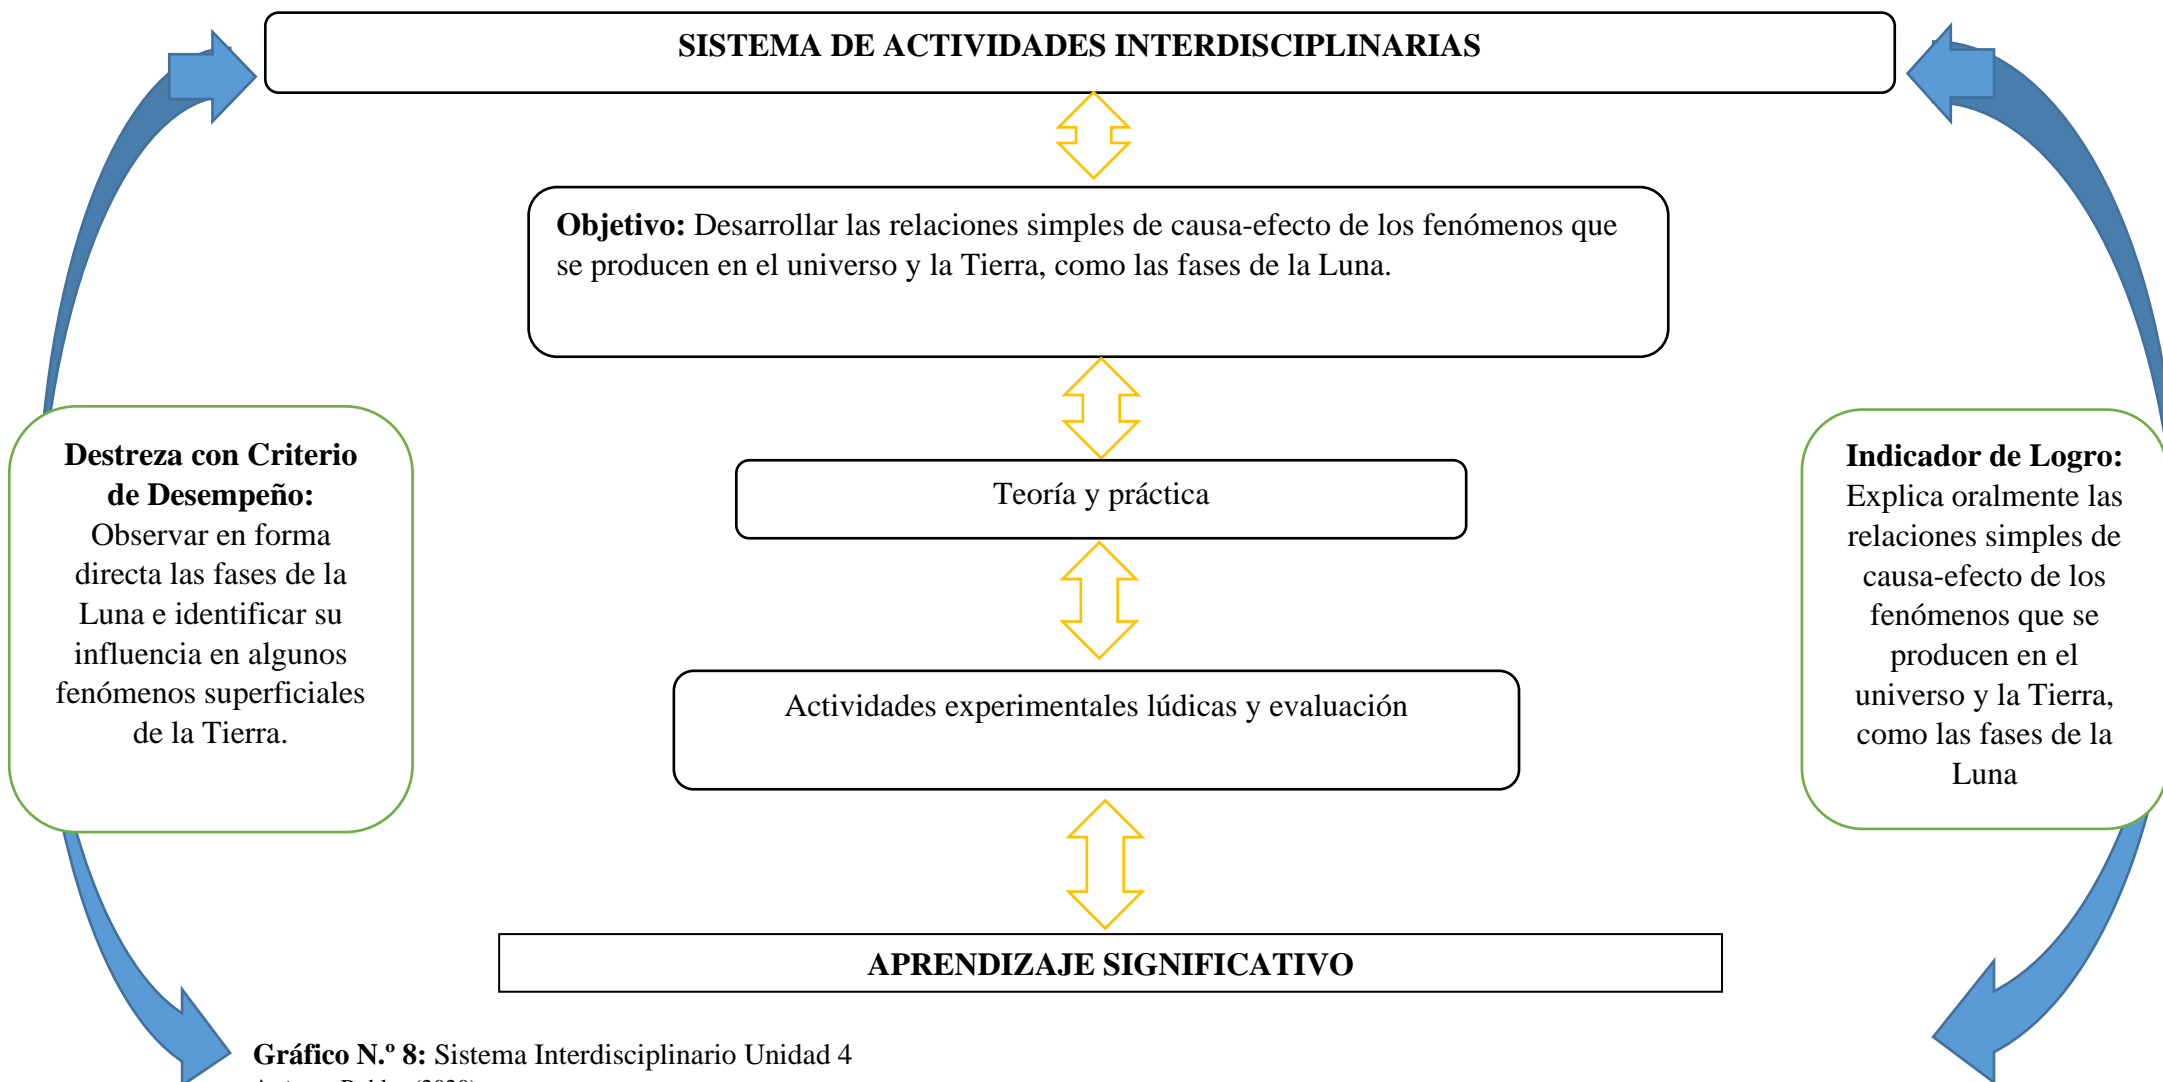 SISTEMA DE ACTIVIDADES INTERDISCIPLINARIAS
Objetivo: Desarrollar las relaciones simples de causa-efecto de los fenómenos que
se producen en el universo y la Tierra, como las fases de la Luna.
Destreza con Criterio
de Desempeño:
Observar en forma
directa las fases de la
Luna e identificar su
influencia en algunos
fenómenos superficiales
de la Tierra.
Teoría y práctica
Actividades experimentales lúdicas y evaluación
Indicador de Logro:
Explica oralmente las
relaciones simples de
causa-efecto de los
fenómenos que se
producen en el
universo y la Tierra,
como las fases de la
Luna
APRENDIZAJE SIGNIFICATIVO
Gráfico N.º 8: Sistema Interdisciplinario Unidad 4